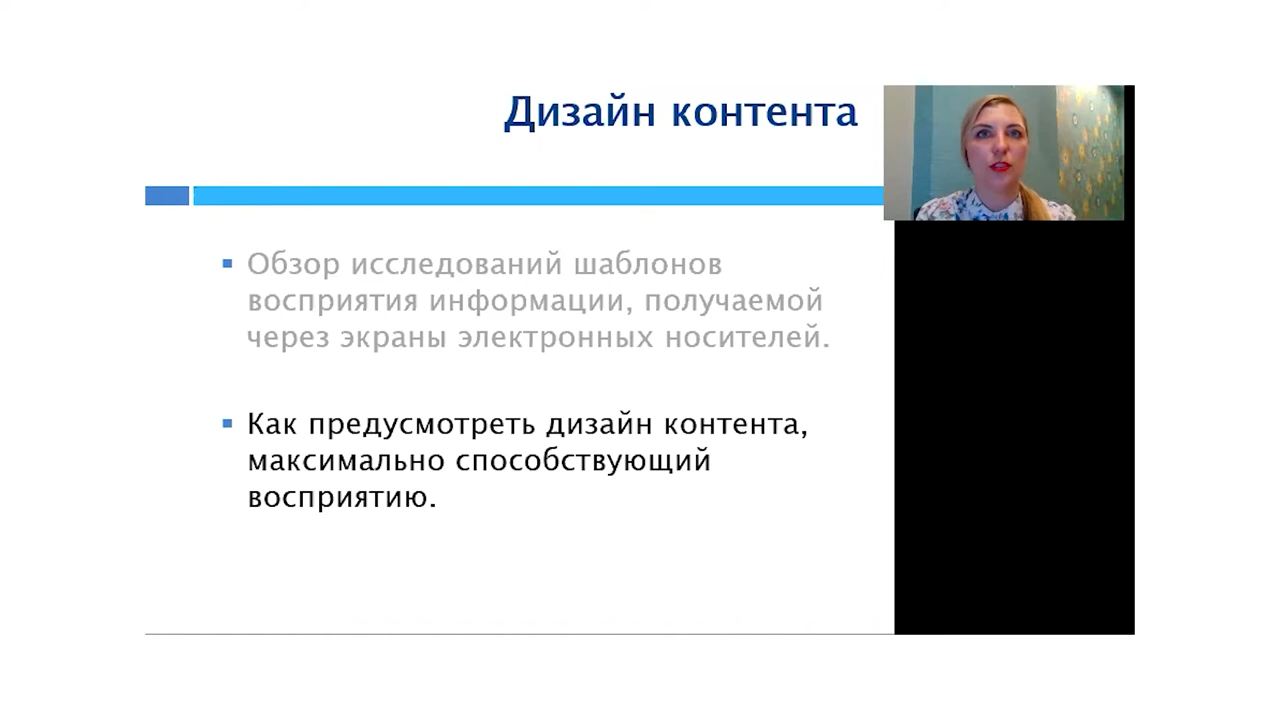 Дизайн контента
Обзор исследований шаблонов
восприятия информации, получаемой
через экраны электронных носителей.
Как предусмотреть дизайн контента,
максимально способствующий
восприятию.